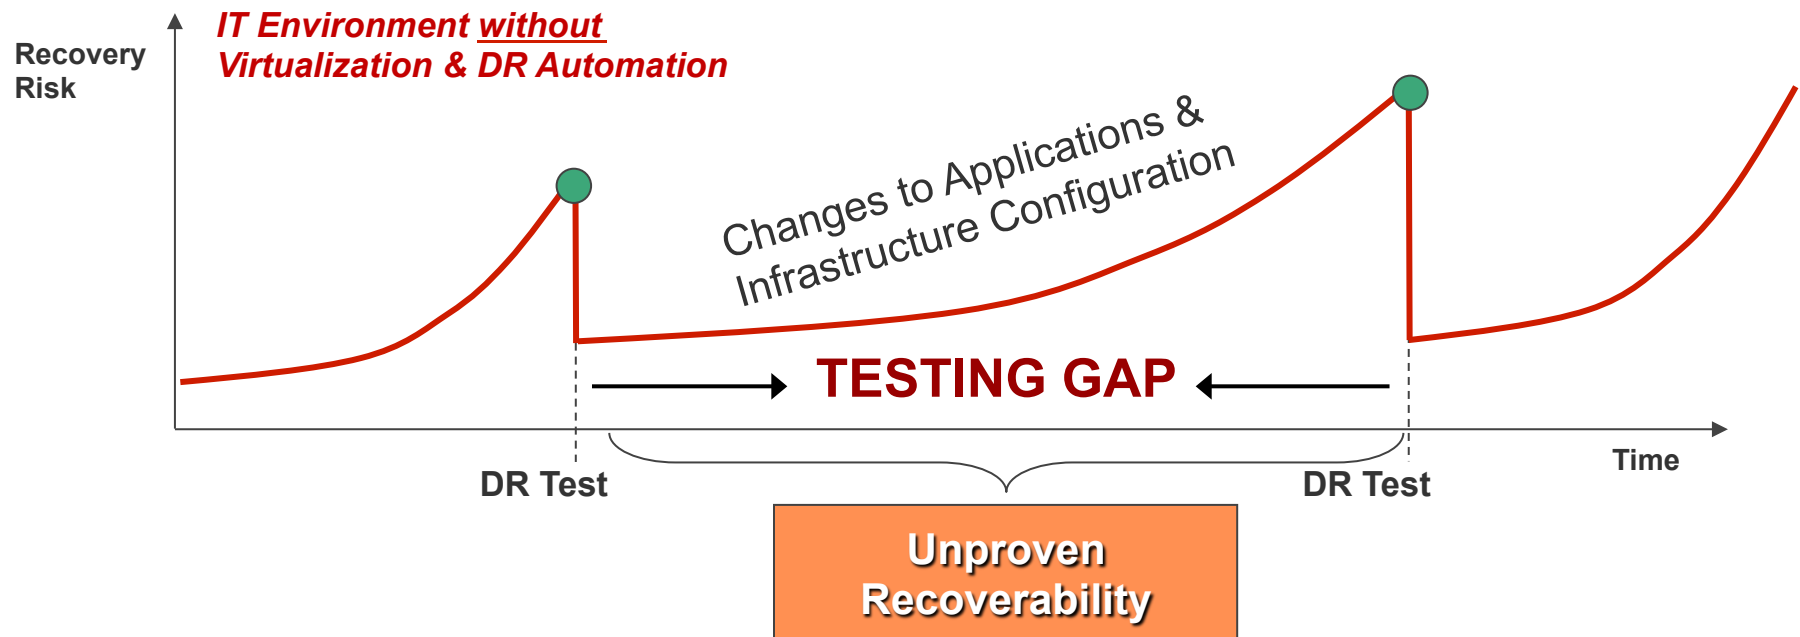 IT Environment without
Virtualization & DR Automation
Recovery
Risk
Changes to Applications &
Infrastructure Configuration
TESTING GAP
Time
DR Test
DR Test
Unproven
Recoverability